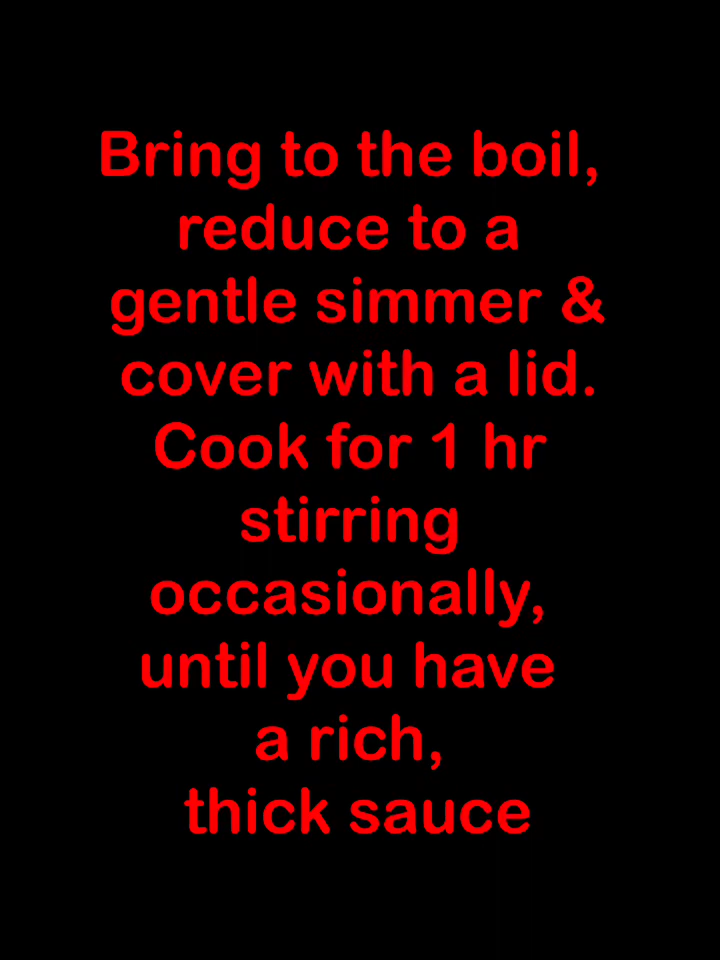 Bring to the boil,
reduce to a
gentle simmer &
cover with a lid.
Cook for 1 hr
stirring
occasionally,
until you have
a rich,
thick sauce